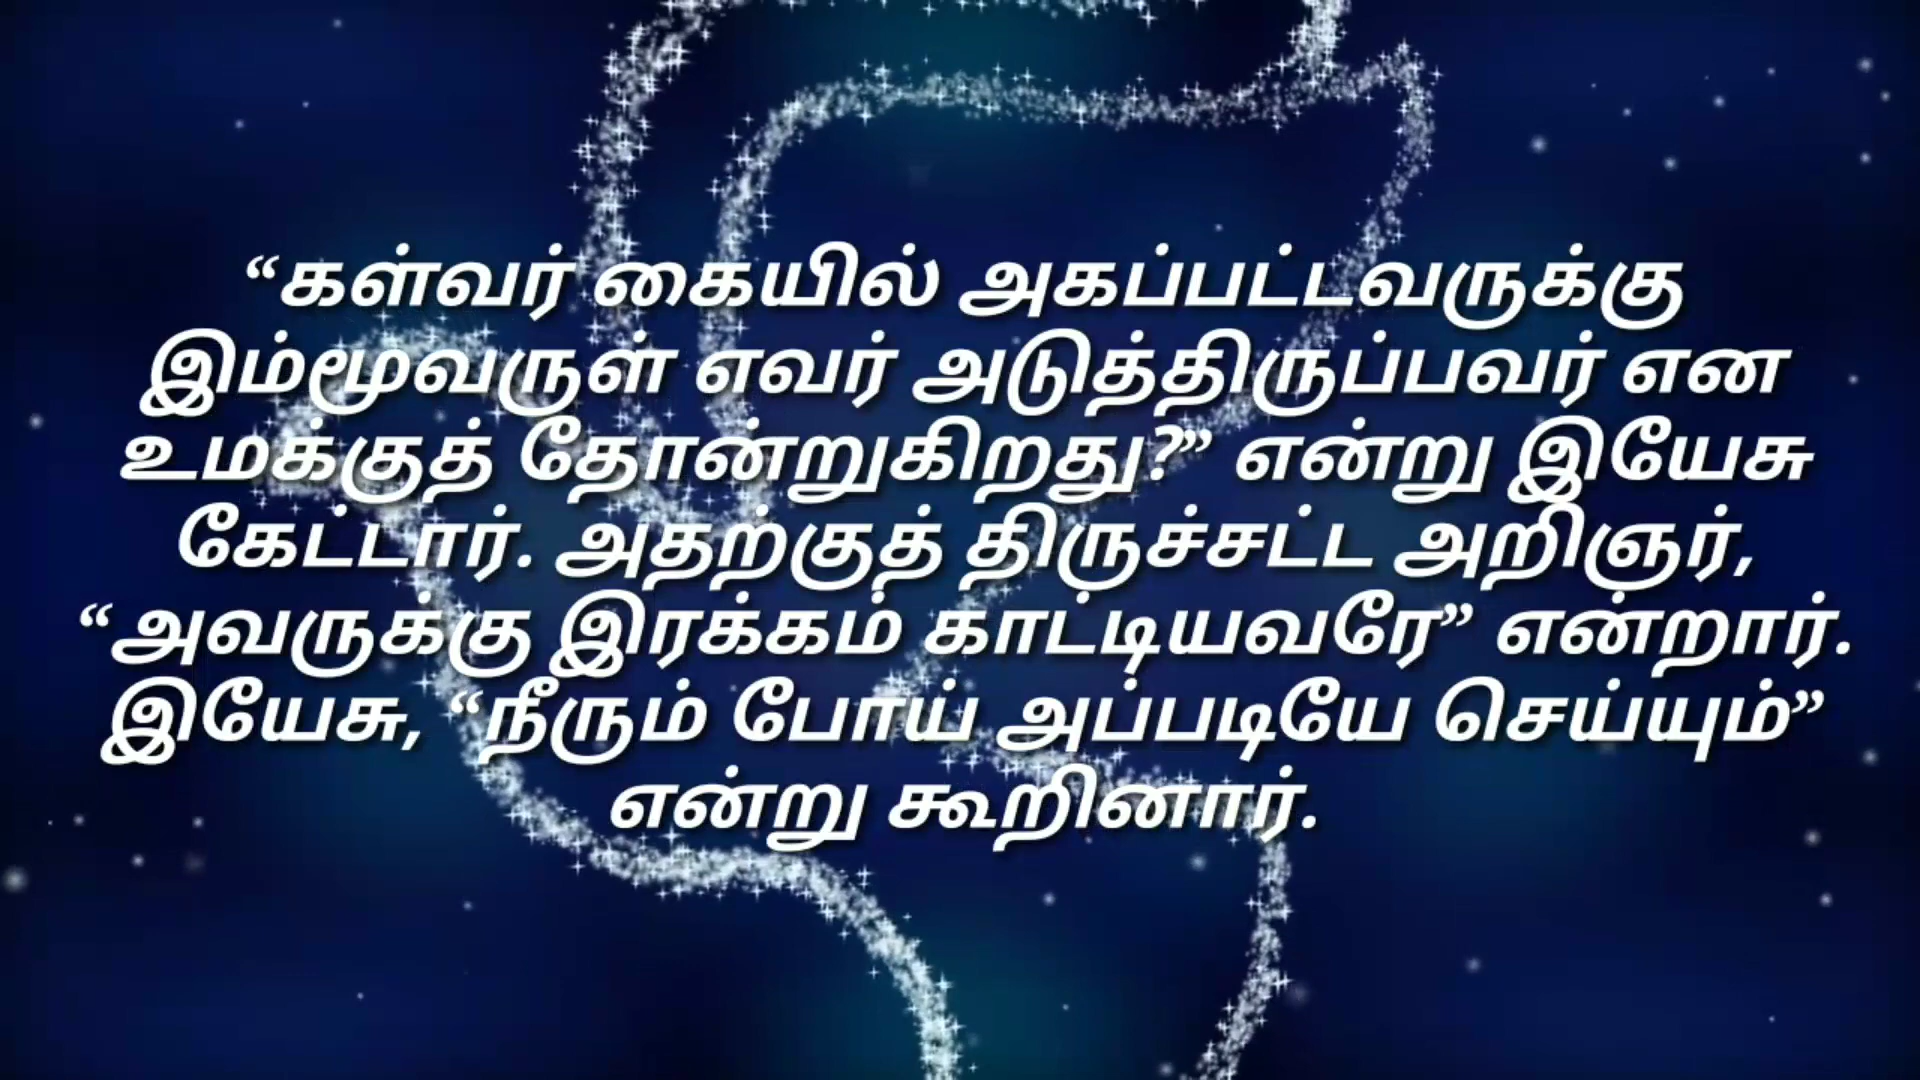 “கள்வர் கையில் அகப்பட்டவருக்கு
இம்மூவருள் எவர் அடுத்திருப்பவர் என
உமக்குத் தோன்றுகிறது?” என்று இயேசு
கேட்டார். அதற்குத் திருச்சட்ட அறிஞர்,
“அவருக்கு இரக்கம் காட்டியவரே” என்றார்.
இயேசு, “நீரும் போய் அப்படியே செய்யும்”
என்று கூறினார்.